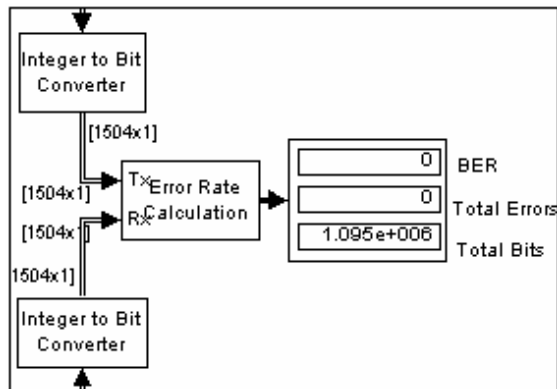 Integer to Bit
Converter
[1504x1]
[1504x1]
Tx
Error Rate
Calculation
Rx
[1504x1]
1504x1]
0
BER
0
Total Errors
1.095e+006
Total Bits
Integer to Bit
Converter